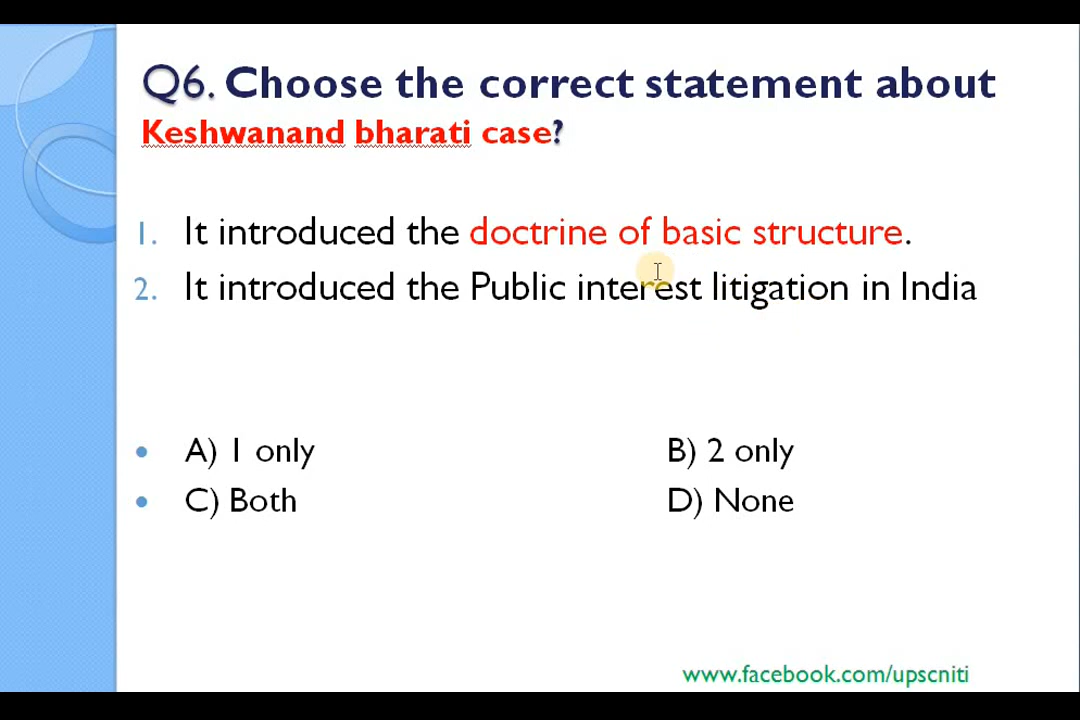 Q6. Choose the correct statement about
Keshwanand bharati case?
1. It introduced the doctrine of basic structure.
2. It introduced the Public interest litigation in India
• A) 1 only B) 2 only
• C) Both D) None
www.facebook.com/upscniti